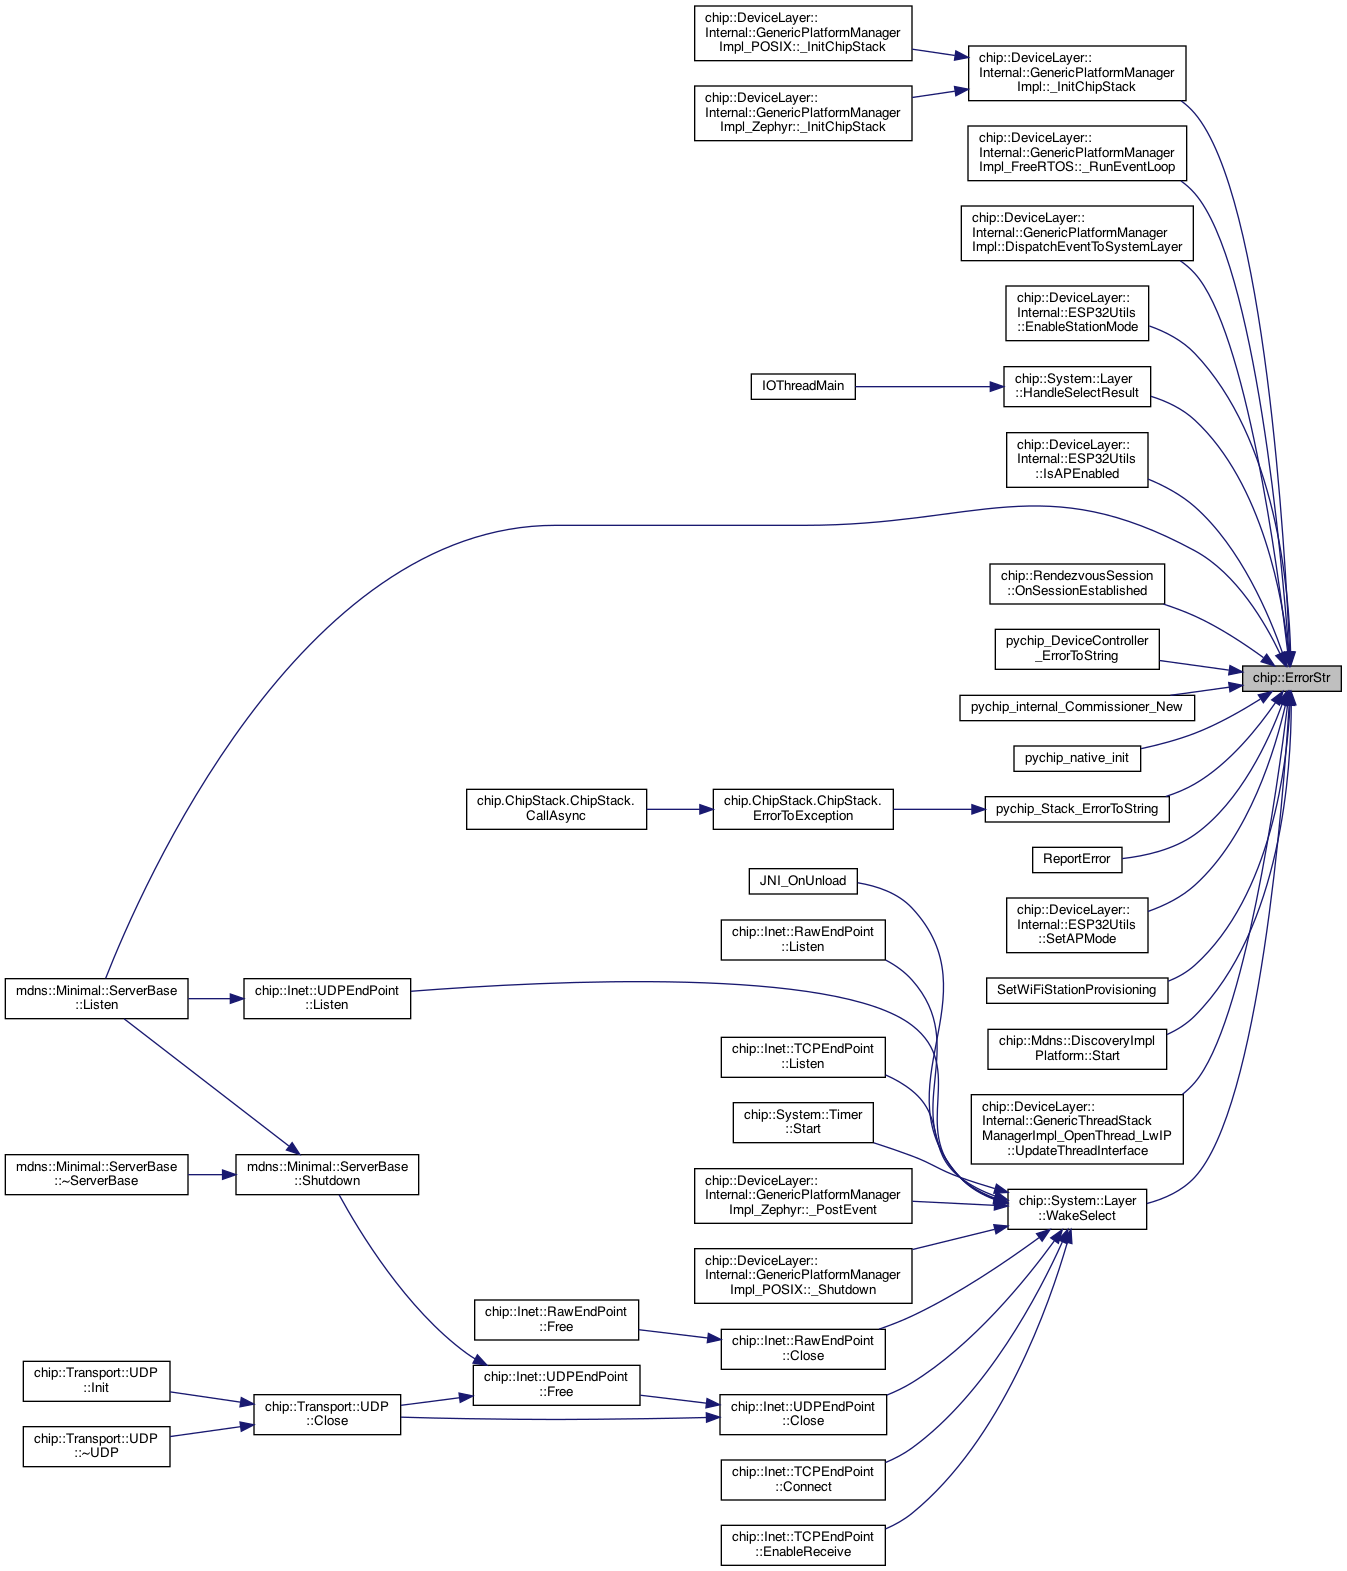 chip::DeviceLayer::
Internal::GenericPlatformManager
Impl_POSIX::_InitChipStack
chip::DeviceLayer::
Internal::GenericPlatformManager
Impl::_InitChipStack
chip::DeviceLayer::
Internal::GenericPlatformManager
Impl_Zephyr::_InitChipStack
chip::DeviceLayer::
Internal::GenericPlatformManager
Impl_FreeRTOS::_RunEventLoop
chip::DeviceLayer::
Internal::GenericPlatformManager
Impl::DispatchEventToSystemLayer
chip::DeviceLayer::
Internal::ESP32Utils
::EnableStationMode
IOThreadMain
chip::System::Layer
::HandleSelectResult
chip::DeviceLayer::
Internal::ESP32Utils
::IsAPEnabled
chip::RendezvousSession
::OnSessionEstablished
pychip_DeviceController
_ErrorToString
chip::ErrorStr
pychip_internal_Commissioner_New
pychip_native_init
chip.ChipStack.ChipStack.
CallAsync
chip.ChipStack.ChipStack.
ErrorToException
pychip_Stack_ErrorToString
ReportError
JNI_OnUnload
chip::DeviceLayer::
Internal::ESP32Utils
::SetAPMode
chip::Inet::RawEndPoint
::Listen
mdns::Minimal::ServerBase
::Listen
chip::Inet::UDPEndPoint
::Listen
SetWiFiStationProvisioning
chip::Mdns::DiscoveryImpl
Platform::Start
chip::Inet::TCPEndPoint
::Listen
chip::System::Timer
::Start
chip::DeviceLayer::
Internal::GenericThreadStack
ManagerImpl_OpenThread_LwIP
::UpdateThreadInterface
mdns::Minimal::ServerBase
::~ServerBase
mdns::Minimal::ServerBase
::Shutdown
chip::DeviceLayer::
Internal::GenericPlatformManager
Impl_Zephyr::_PostEvent
chip::System::Layer
::WakeSelect
chip::DeviceLayer::
Internal::GenericPlatformManager
Impl_POSIX::_Shutdown
chip::Inet::RawEndPoint
::Free
chip::Inet::RawEndPoint
::Close
chip::Transport::UDP
::Init
chip::Inet::UDPEndPoint
::Free
chip::Transport::UDP
::Close
chip::Inet::UDPEndPoint
::Close
chip::Transport::UDP
::~UDP
chip::Inet::TCPEndPoint
::Connect
chip::Inet::TCPEndPoint
::EnableReceive